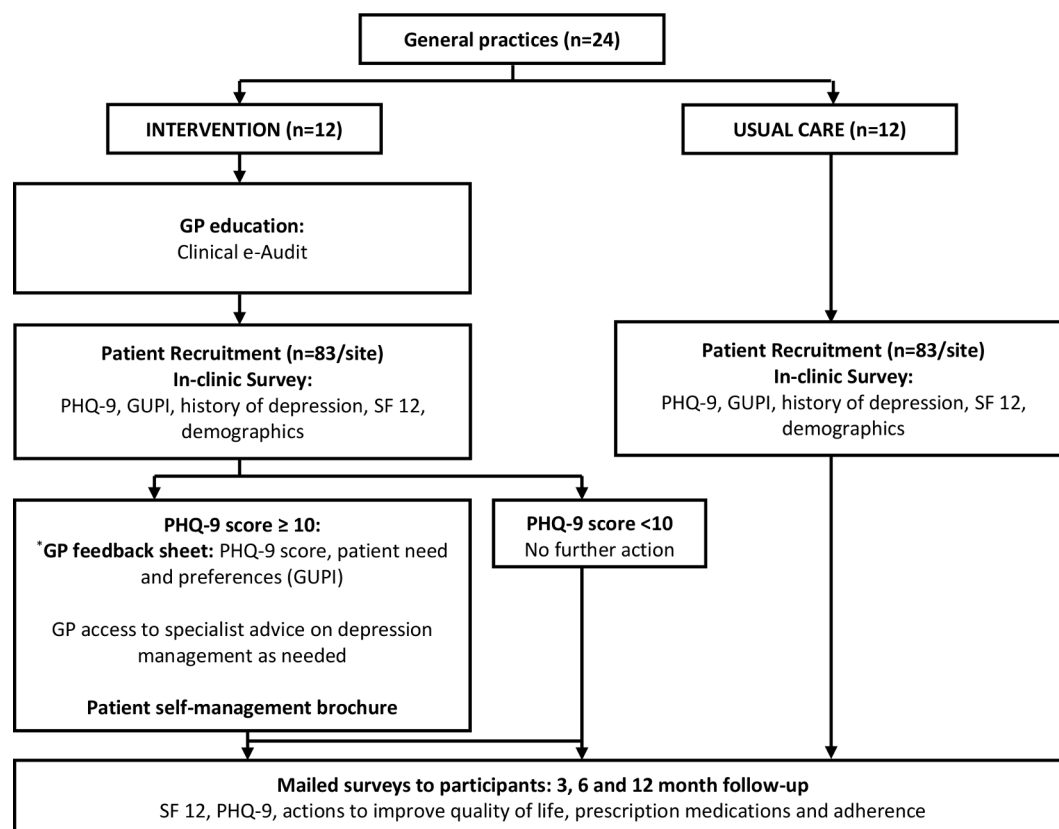 General practices (n=24)
INTERVENTION (n=12)
USUAL CARE (n=12)
GP education:
Clinical e-Audit
Patient Recruitment (n=83/site)
In-clinic Survey:
PHQ-9, GUPI, history of depression, SF 12,
demographics
Patient Recruitment (n=83/site)
In-clinic Survey:
PHQ-9, GUPI, history of depression, SF 12,
demographics
PHQ-9 score ≥ 10:
*GP feedback sheet: PHQ-9 score, patient need
and preferences (GUPI)
GP access to specialist advice on depression
management as needed
Patient self-management brochure
PHQ-9 score <10
No further action
Mailed surveys to participants: 3, 6 and 12 month follow-up
SF 12, PHQ-9, actions to improve quality of life, prescription medications and adherence